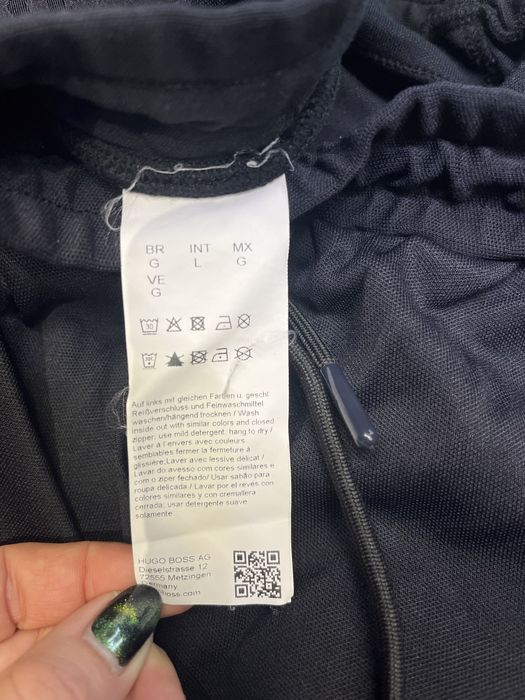 BR INT MX
G L G
VE
G
30
Auf links mit gleichen Farben u. geschl
Reißverschluss und Feinwaschmittel
waschen/hängend trocknen / Wash
inside out with similar colors and closed
zipper; use mild detergent; hang to dry /
Laver à l'envers avec couleurs
semblables fermer la fermeture à
glissière; Laver avec lessive délicat /
Lavar do avesso com cores similares e
com o ziper fechado/ Usar sabão para
roupa delicada / Lavar por el revés con
colores similares y con cremallera
cerrada; usar detergente suave
solamente
HUGO BOSS AG
Dieselstrasse 12
72555 Metzingen